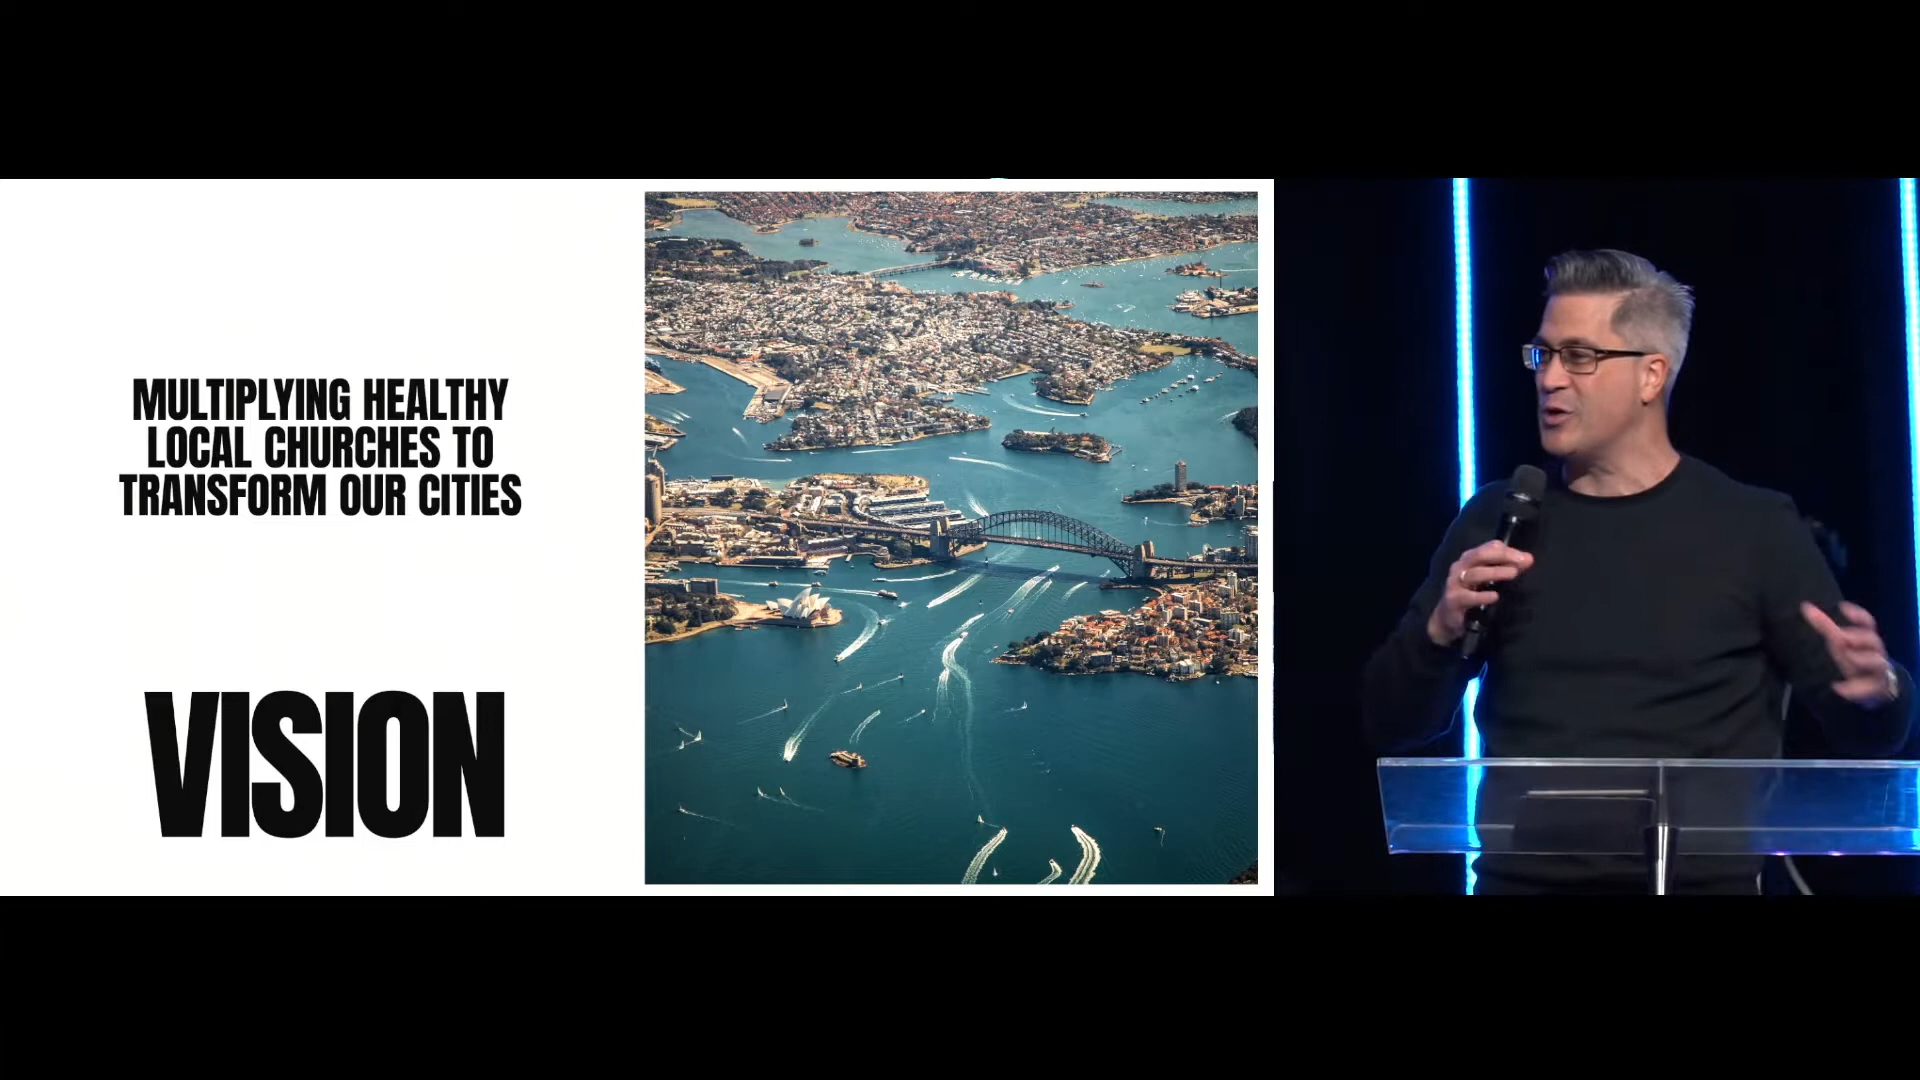 MULTIPLYING HEALTHY
LOCAL CHURCHES TO
TRANSFORM OUR CITIES
VISION